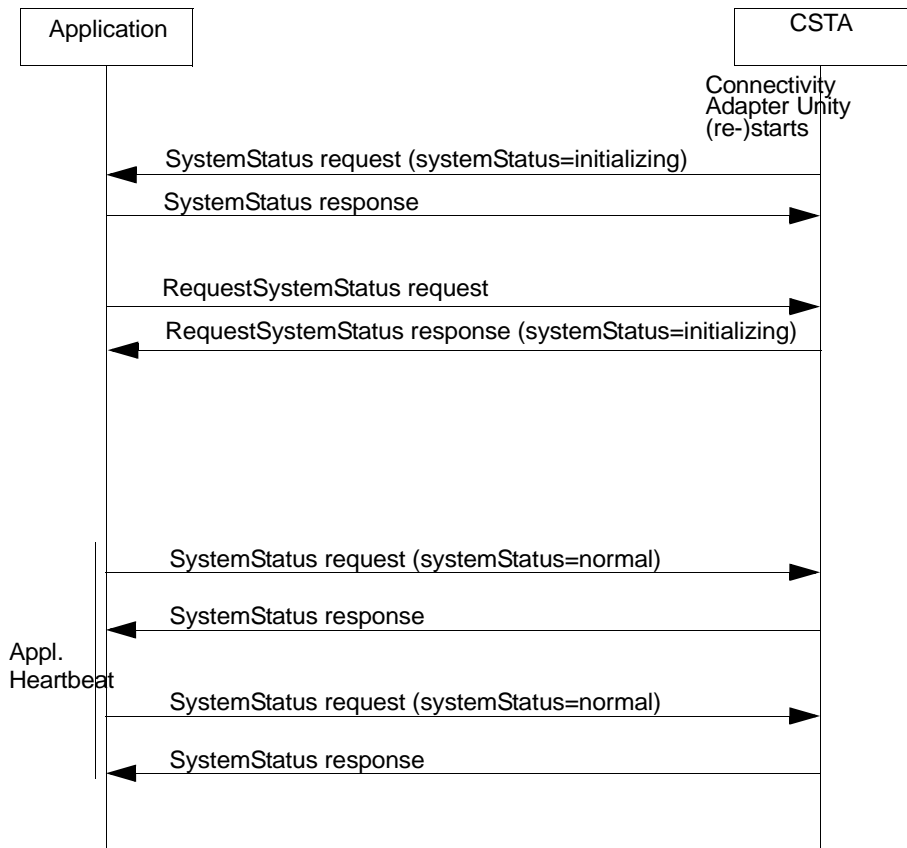 Application
CSTA
Connectivity
Adapter Unity
(re-)starts
SystemStatus request (systemStatus=initializing)
SystemStatus response
RequestSystemStatus request
RequestSystemStatus response (systemStatus=initializing)
SystemStatus request (systemStatus=normal)
SystemStatus response
Appl.
Heartbeat
SystemStatus request (systemStatus=normal)
SystemStatus response